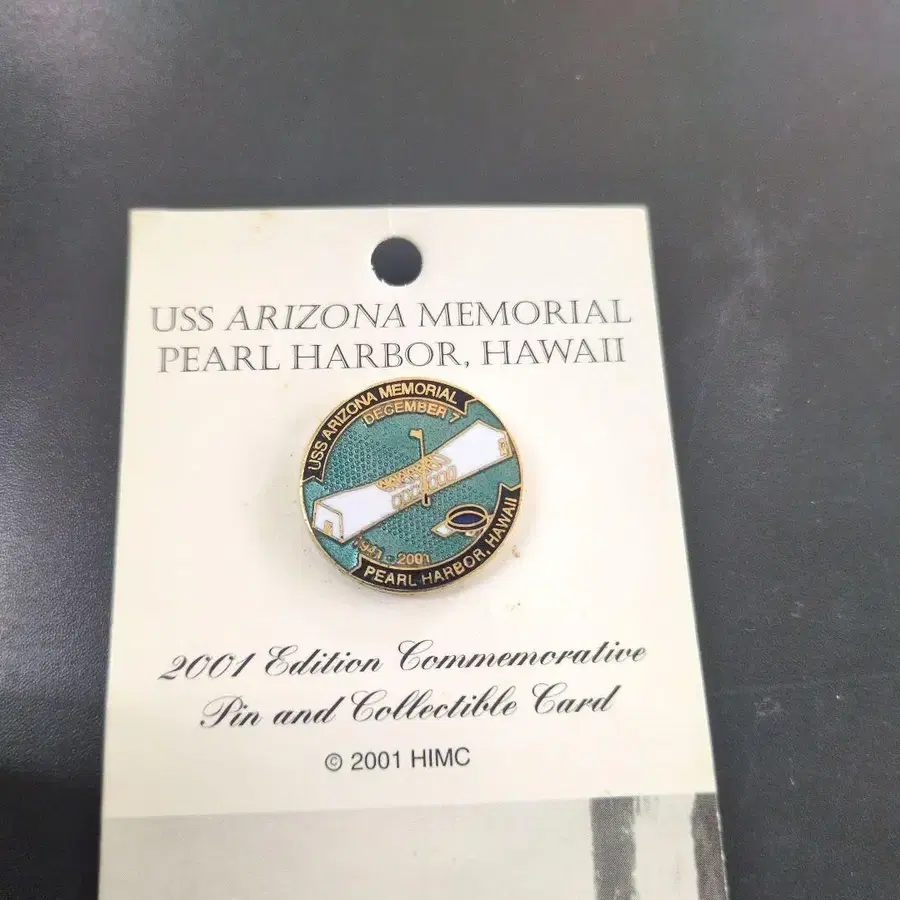 USS ARIZONA MEMORIAL
PEARL HARBOR, HAWAII
USS ARIZONA MEMORIAL
DECEMBER 7
1941 - 2001
PEARL HARBOR, HAWAII
2001 Edition Commemorative
Pin and Collectible Card
© 2001 HIMC